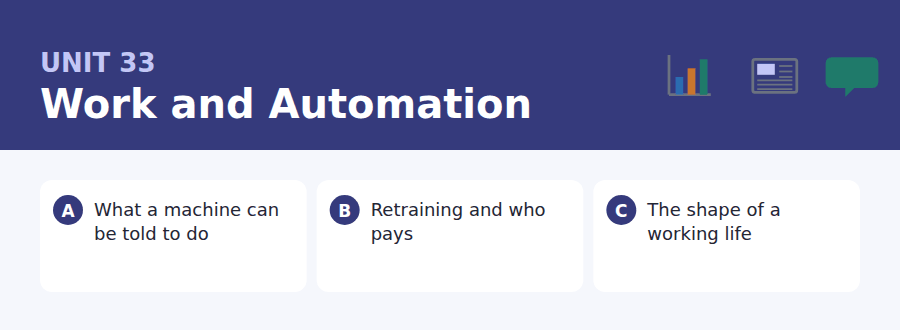 UNIT 33
Work and Automation
A
What a machine can
be told to do
B
Retraining and who
pays
C
The shape of a
working life